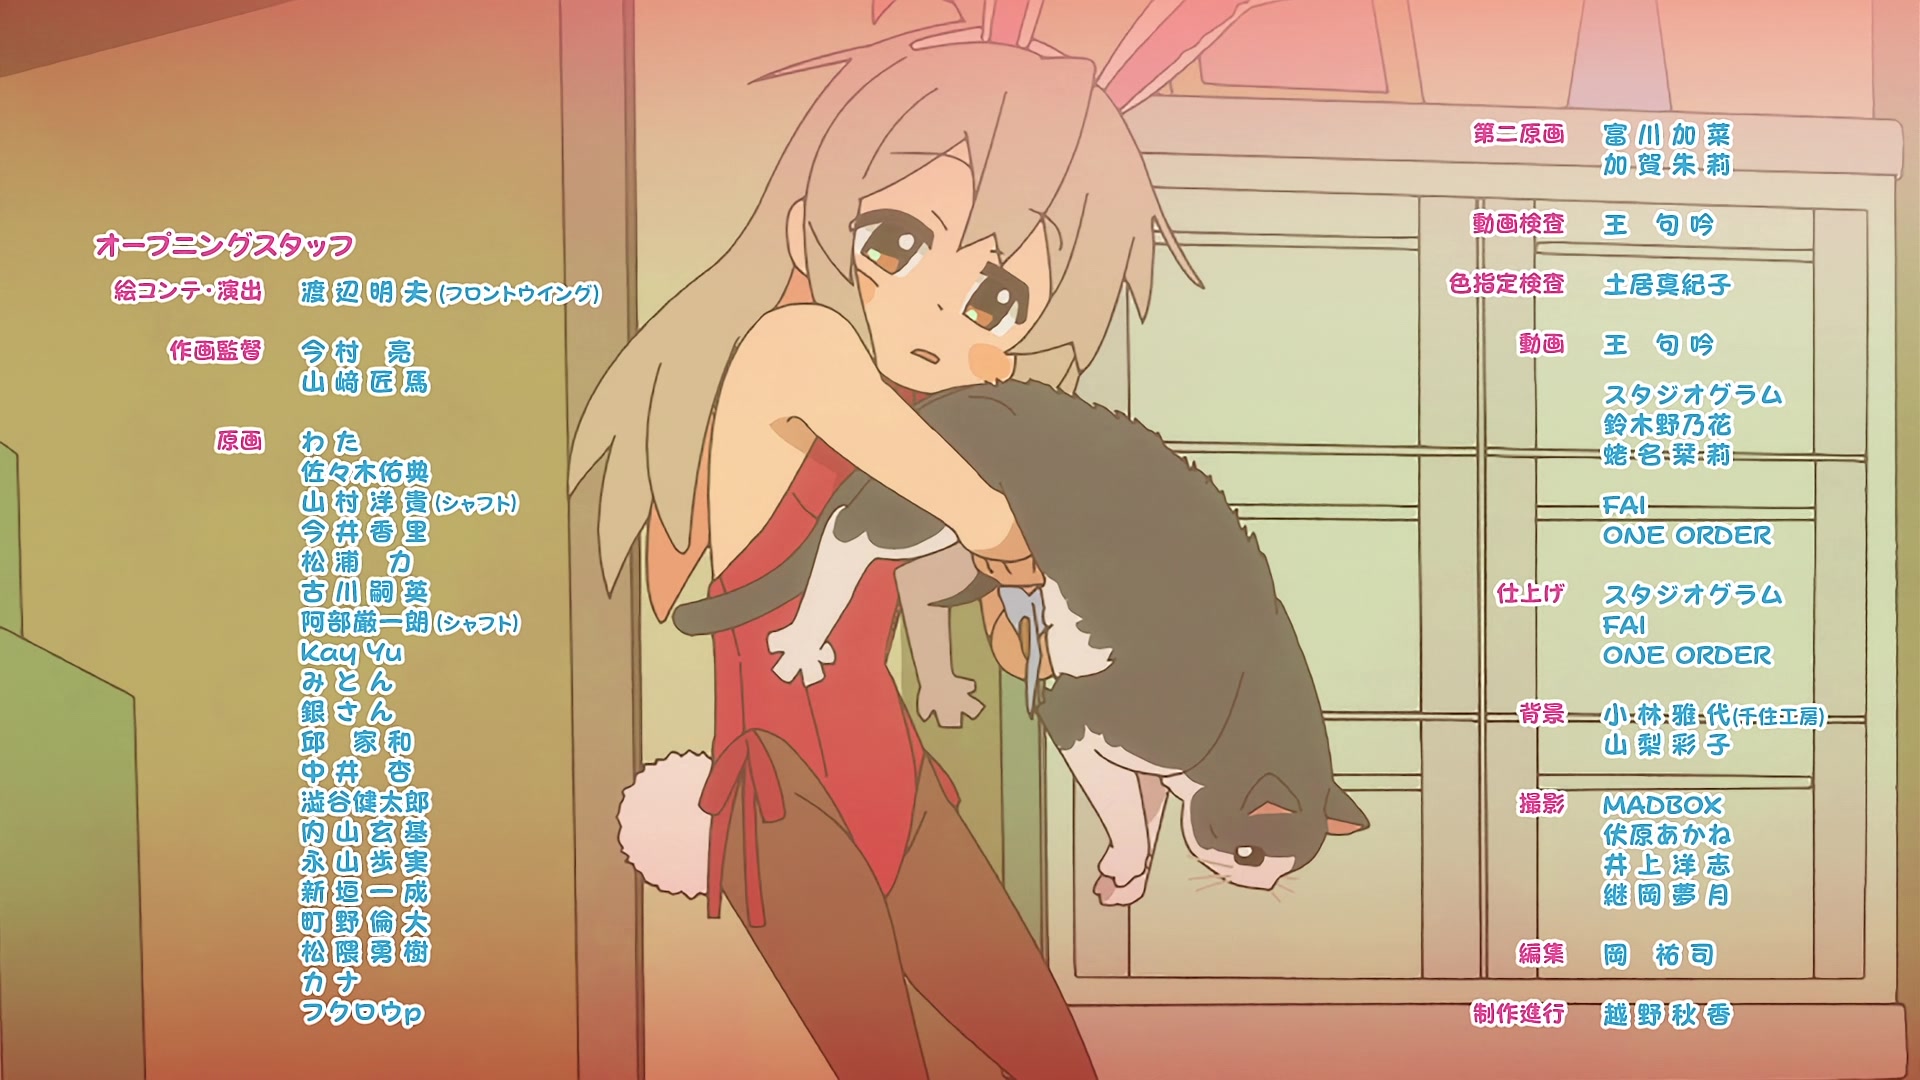 オープニングスタッフ
絵コンテ・演出 渡辺明夫(フロントウイング)
作画監督 今村 亮
山﨑匠馬
原画 わた
佐々木佑典
山村洋貴(シャフト)
今井香里
松浦 力
古川嗣英
阿部厳一朗(シャフト)
Kay Yu
みとん
銀さん
邱 家和
中井 杏
澁谷健太郎
内山玄基
永山歩実
新垣一成
町野倫大
松隈勇樹
カナ
フクロウp
第二原画 富川加菜
加賀朱莉
動画検査 王 句吟
色指定検査 土居真紀子
動画 王 句吟
スタジオグラム
鈴木野乃花
蛯名栞莉
FAI
ONE ORDER
仕上げ スタジオグラム
FAI
ONE ORDER
背景 小林雅代(千住工房)
山梨彩子
撮影 MADBOX
伏原あかね
井上洋志
継岡夢月
編集 岡 祐司
制作進行 越野秋香